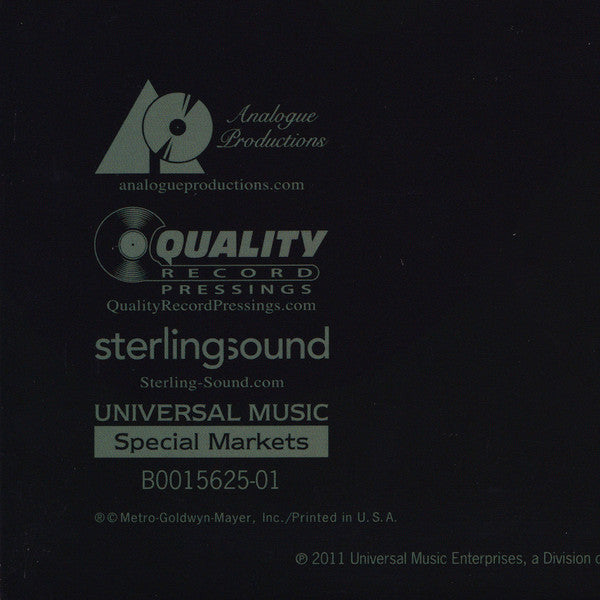 Analogue
Productions
analogueproductions.com
QUALITY
RECORD
PRESSINGS
QualityRecordPressings.com
sterlingsound
Sterling-Sound.com
UNIVERSAL MUSIC
Special Markets
B0015625-01
®©Metro-Goldwyn-Mayer, Inc./Printed in U.S.A.
℗ 2011 Universal Music Enterprises, a Division